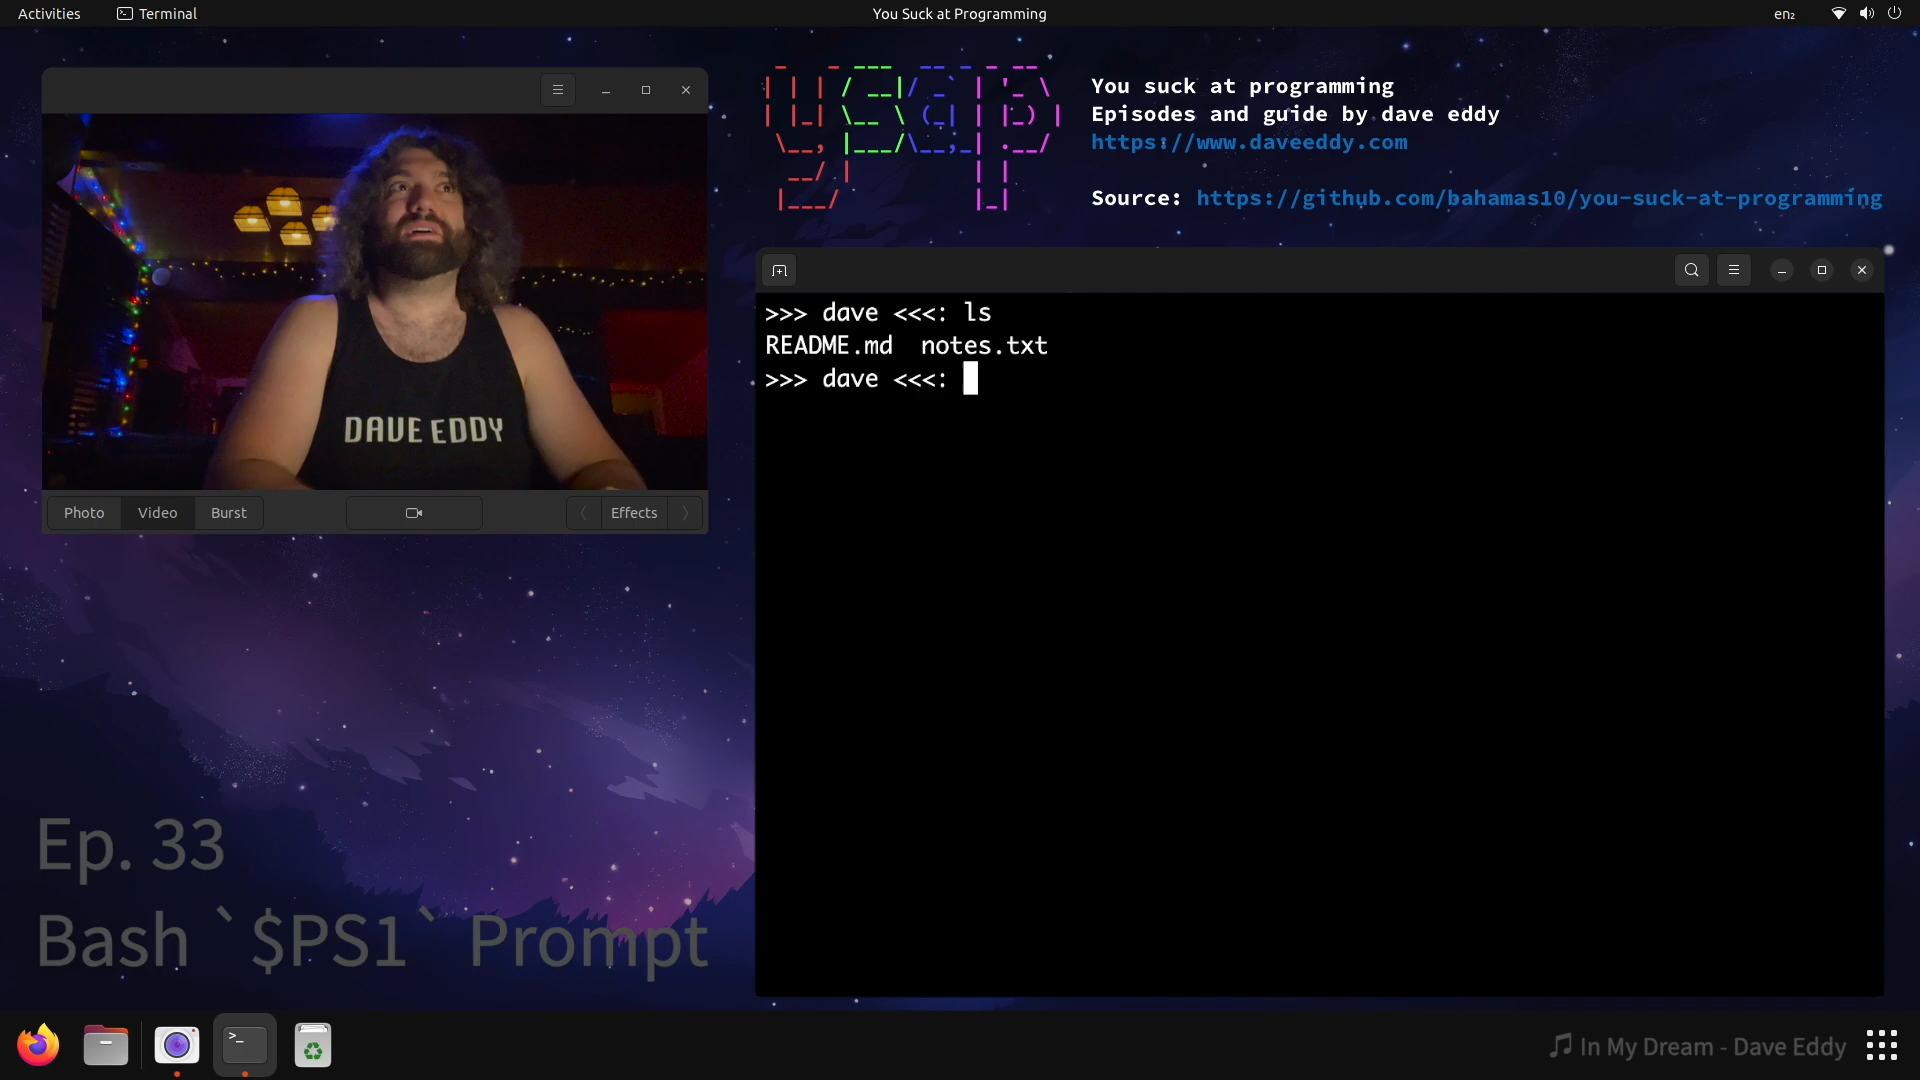 Activities
Terminal
You Suck at Programming
en₂
You suck at programming
Episodes and guide by dave eddy
https://www.daveeddy.com
Source: https://github.com/bahamas10/you-suck-at-programming
DAVE EDDY
Photo
Video
Burst
Effects
>>> dave <<<: ls
README.md  notes.txt
>>> dave <<<:
Ep. 33
Bash `$PS1` Prompt
In My Dream - Dave Eddy